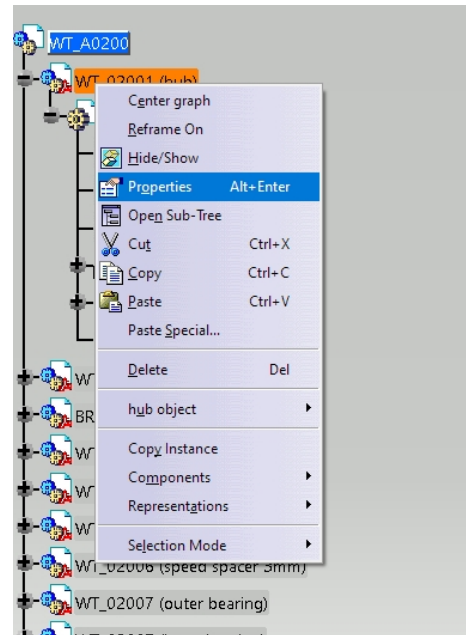 WT_A0200
WT_02001 (hub)
Center graph
Reframe On
Hide/Show
Properties Alt+Enter
Open Sub-Tree
Cut Ctrl+X
Copy Ctrl+C
Paste Ctrl+V
Paste Special...
Delete Del
W
hub object
BR
Copy Instance
W
Components
W
Representations
W
Selection Mode
WT_02006 (speed spacer 3mm)
WT_02007 (outer bearing)